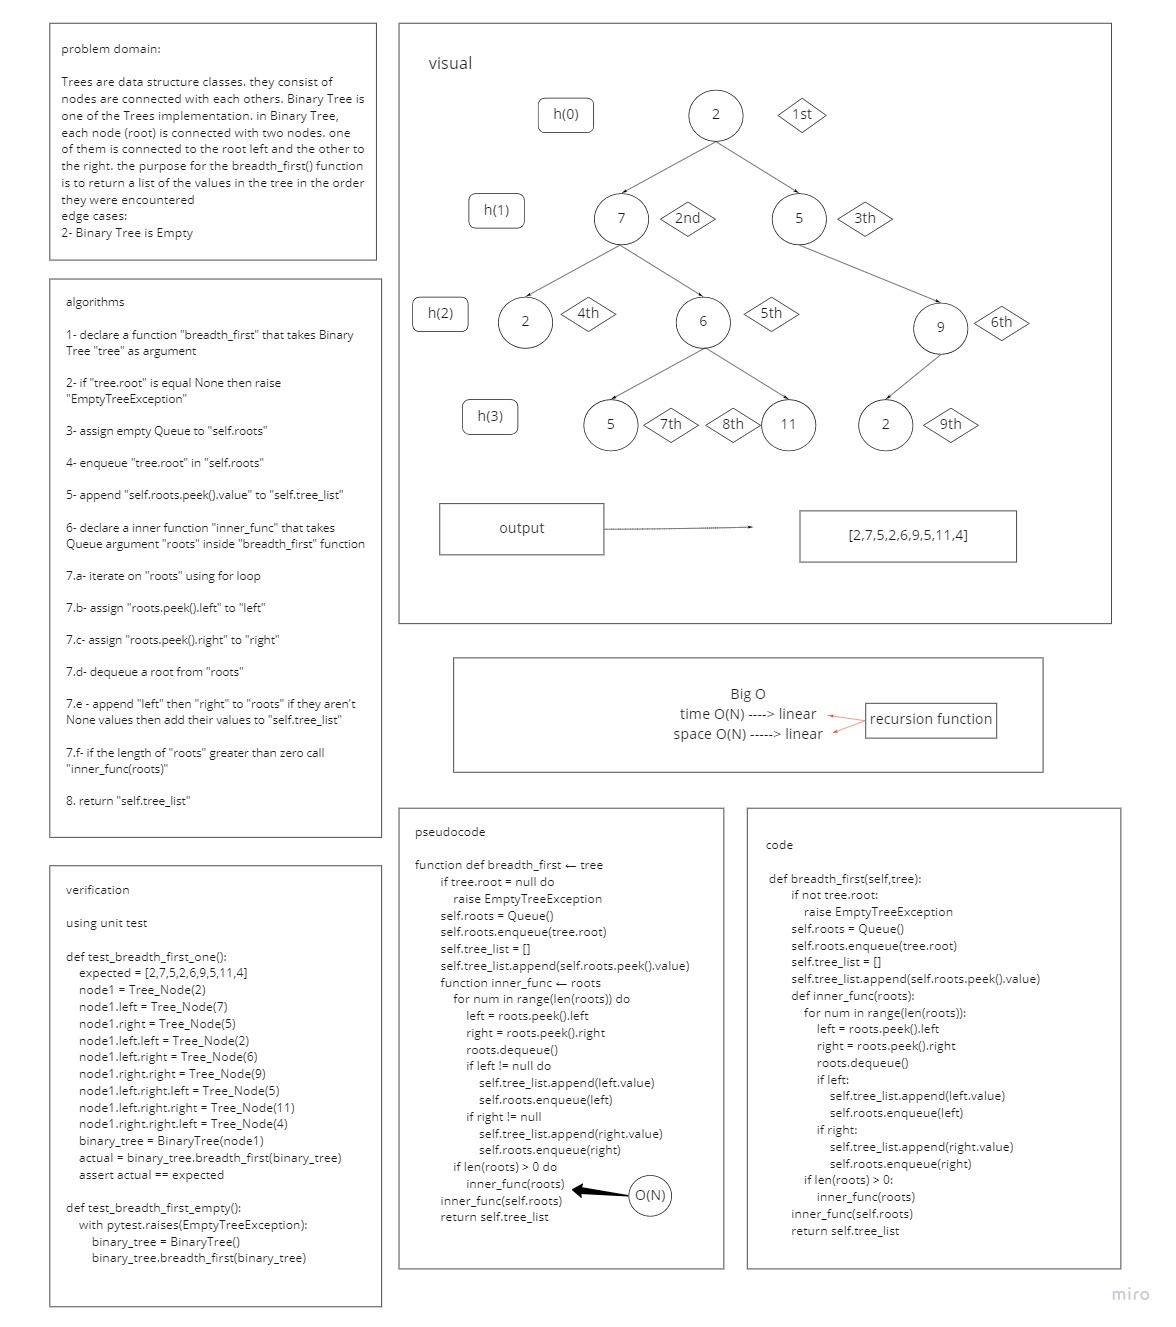 problem domain:
Trees are data structure classes. they consist of
nodes are connected with each others. Binary Tree is
one of the Trees implementation. in Binary Tree,
each node (root) is connected with two nodes. one
of them is connected to the root left and the other to
the right. the purpose for the breadth_first() function
is to return a list of the values in the tree in the order
they were encountered
edge cases:
2- Binary Tree is Empty
algorithms
1- declare a function "breadth_first" that takes Binary
Tree "tree" as argument
2- if "tree.root" is equal None then raise
"EmptyTreeException"
3- assign empty Queue to "self.roots"
4- enqueue "tree.root" in "self.roots"
5- append "self.roots.peek().value" to "self.tree_list"
6- declare a inner function "inner_func" that takes
Queue argument "roots" inside "breadth_first" function
7.a- iterate on "roots" using for loop
7.b- assign "roots.peek().left" to "left"
7.c- assign "roots.peek().right" to "right"
7.d- dequeue a root from "roots"
7.e - append "left" then "right" to "roots" if they aren't
None values then add their values to "self.tree_list"
7.f- if the length of "roots" greater than zero call
"inner_func(roots)"
8. return "self.tree_list"
verification
using unit test
def test_breadth_first_one():
expected = [2,7,5,2,6,9,5,11,4]
node1 = Tree_Node(2)
node1.left = Tree_Node(7)
node1.right = Tree_Node(5)
node1.left.left = Tree_Node(2)
node1.left.right = Tree_Node(6)
node1.right.right = Tree_Node(9)
node1.left.right.left = Tree_Node(5)
node1.left.right.right = Tree_Node(11)
node1.right.right.left = Tree_Node(4)
binary_tree = BinaryTree(node1)
actual = binary_tree.breadth_first(binary_tree)
assert actual == expected
def test_breadth_first_empty():
with pytest.raises(EmptyTreeException):
binary_tree = BinaryTree()
binary_tree.breadth_first(binary_tree)
visual
h(0) 2 1st
h(1) 7 2nd 5 3th
h(2) 2 4th 6 5th 9 6th
h(3) 5 7th 8th 11 2 9th
output [2,7,5,2,6,9,5,11,4]
Big O
time O(N) ----> linear
space O(N) -----> linear
recursion function
pseudocode
function def breadth_first ← tree
if tree.root = null do
raise EmptyTreeException
self.roots = Queue()
self.roots.enqueue(tree.root)
self.tree_list = []
self.tree_list.append(self.roots.peek().value)
function inner_func ← roots
for num in range(len(roots)) do
left = roots.peek().left
right = roots.peek().right
roots.dequeue()
if left != null do
self.tree_list.append(left.value)
self.roots.enqueue(left)
if right != null
self.tree_list.append(right.value)
self.roots.enqueue(right)
if len(roots) > 0 do
inner_func(roots)
inner_func(self.roots)
return self.tree_list
O(N)
code
def breadth_first(self,tree):
if not tree.root:
raise EmptyTreeException
self.roots = Queue()
self.roots.enqueue(tree.root)
self.tree_list = []
self.tree_list.append(self.roots.peek().value)
def inner_func(roots):
for num in range(len(roots)):
left = roots.peek().left
right = roots.peek().right
roots.dequeue()
if left:
self.tree_list.append(left.value)
self.roots.enqueue(left)
if right:
self.tree_list.append(right.value)
self.roots.enqueue(right)
if len(roots) > 0:
inner_func(roots)
inner_func(self.roots)
return self.tree_list
miro